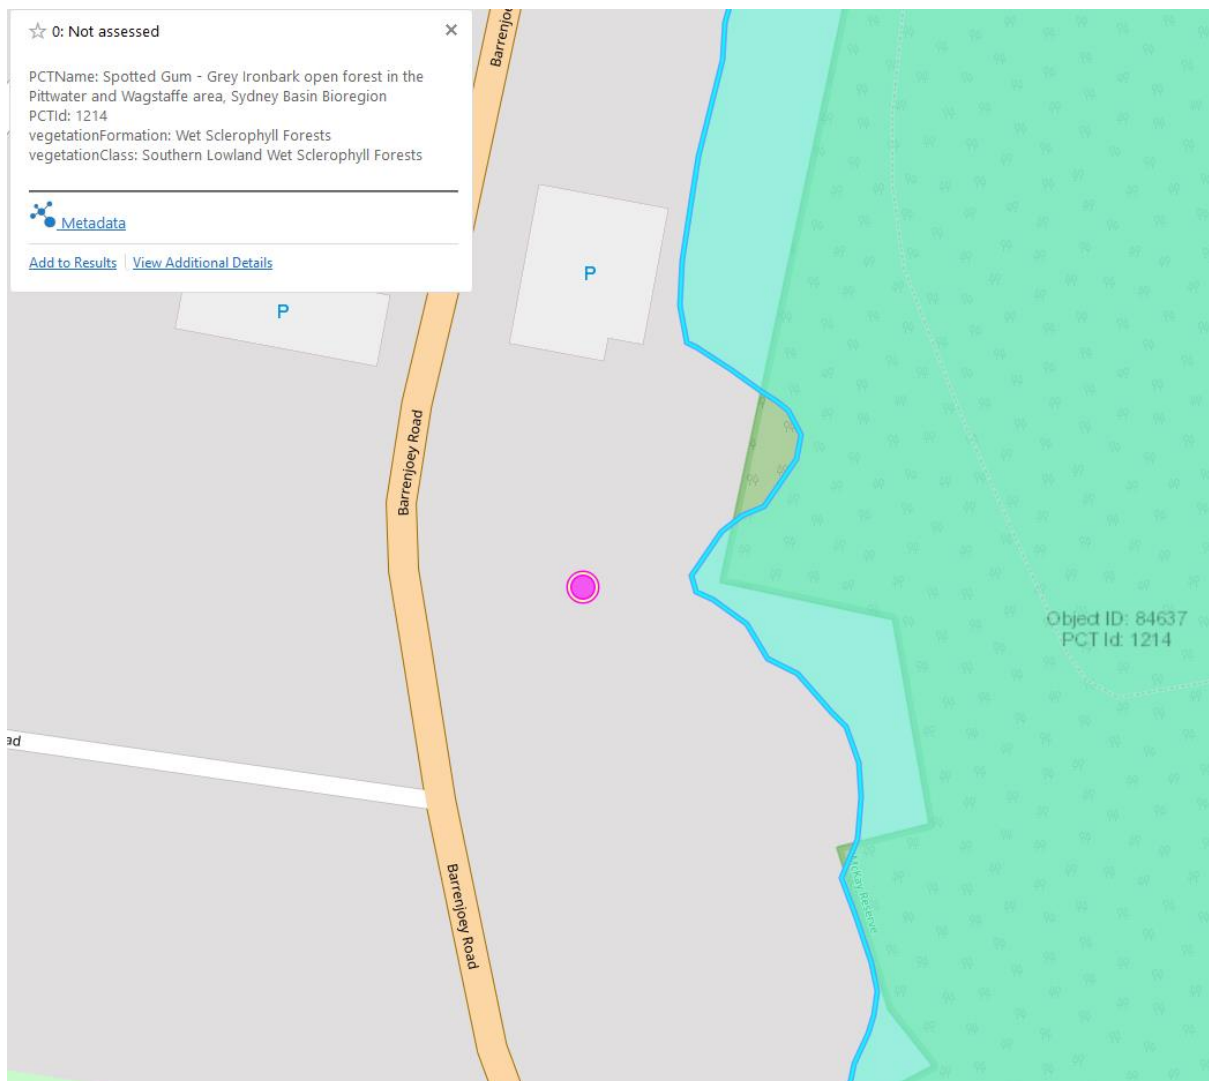 ☆ 0: Not assessed ×
PCTName: Spotted Gum - Grey Ironbark open forest in the
Pittwater and Wagstaffe area, Sydney Basin Bioregion
PCTId: 1214
vegetationFormation: Wet Sclerophyll Forests
vegetationClass: Southern Lowland Wet Sclerophyll Forests
Metadata
Add to Results | View Additional Details
Barrenjoey
P
P
Barrenjoey Road
Object ID: 84637
PCT Id: 1214
ad
McKay Reserve
Barrenjoey Road